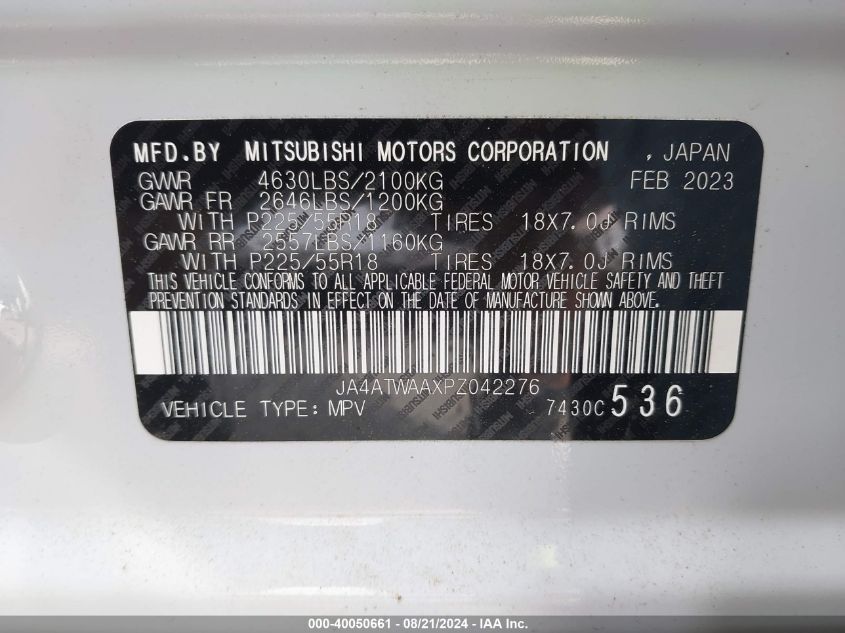 MFD.BY MITSUBISHI MOTORS CORPORATION , JAPAN
GVWR 4630LBS/2100KG FEB 2023
GAWR FR 2646LBS/1200KG
WITH P225/55R18 TIRES 18X7.0J RIMS
GAWR RR 2557LBS/1160KG
WITH P225/55R18 TIRES 18X7.0J RIMS
THIS VEHICLE CONFORMS TO ALL APPLICABLE FEDERAL MOTOR VEHICLE SAFETY AND THEFT
PREVENTION STANDARDS IN EFFECT ON THE DATE OF MANUFACTURE SHOWN ABOVE.
JA4ATWAAXPZ042276
VEHICLE TYPE: MPV 7430C 536
000-40050661 - 08/21/2024 - IAA Inc.